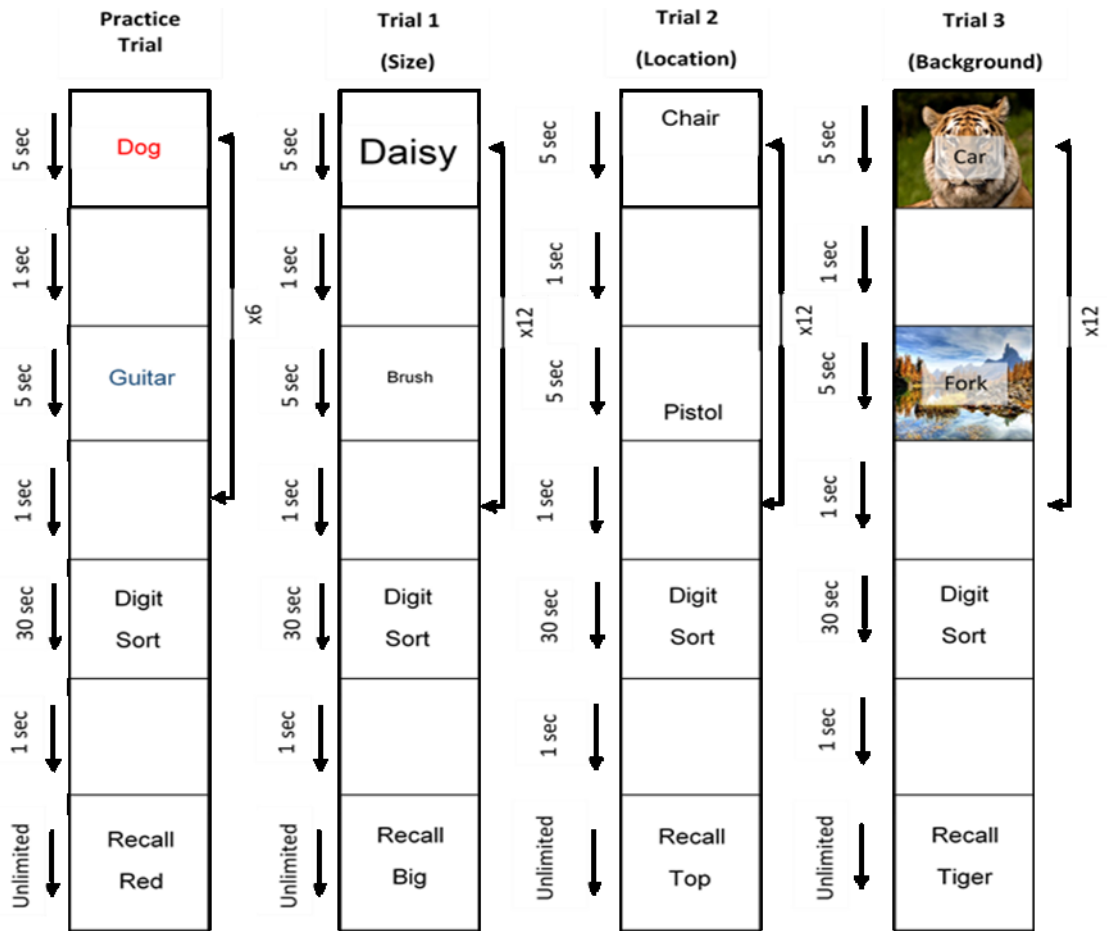 Practice
Trial
5 sec
Dog
1 sec
x6
5 sec
Guitar
1 sec
30 sec
Digit
Sort
1 sec
Unlimited
Recall
Red
Trial 1
(Size)
5 sec
Daisy
1 sec
x12
5 sec
Brush
1 sec
30 sec
Digit
Sort
1 sec
Unlimited
Recall
Big
Trial 2
(Location)
5 sec
Chair
1 sec
x12
5 sec
Pistol
1 sec
30 sec
Digit
Sort
1 sec
Unlimited
Recall
Top
Trial 3
(Background)
5 sec
Car
1 sec
x12
5 sec
Fork
1 sec
30 sec
Digit
Sort
1 sec
Unlimited
Recall
Tiger